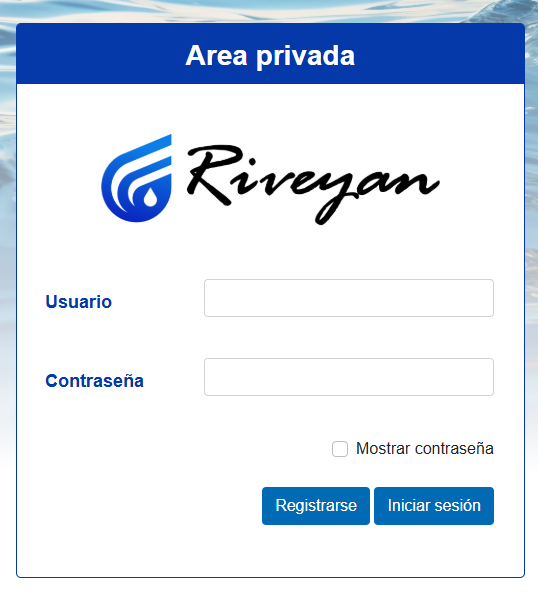 Area privada
Riveyan
Usuario
Contraseña
Mostrar contraseña
Registrarse Iniciar sesión